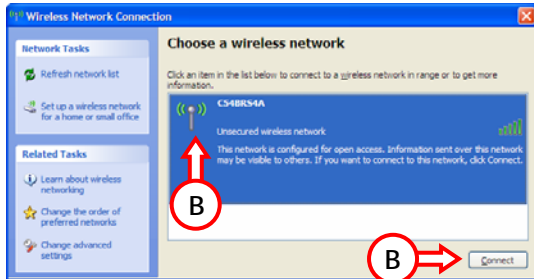 Wireless Network Connection
Network Tasks
Refresh network list
Set up a wireless network
for a home or small office
Related Tasks
Learn about wireless
networking
Change the order of
preferred networks
Change advanced
settings
Choose a wireless network
Click an item in the list below to connect to a wireless network in range or to get more
information.
CS4BRS4A
Unsecured wireless network
This network is configured for open access. Information sent over this network
may be visible to others. If you want to connect to this network, click Connect.
B
B
Connect